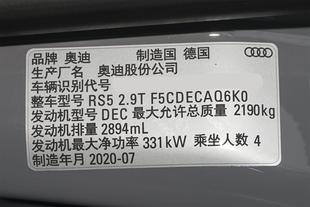 品牌 奥迪 制造国 德国
生产厂名 奥迪股份公司
车辆识别代号
整车型号 RS5 2.9T F5CDECAQ6K0
发动机型号 DEC 最大允许总质量 2190kg
发动机排量 2894mL
发动机最大净功率 331kW 乘坐人数 4
制造年月 2020-07